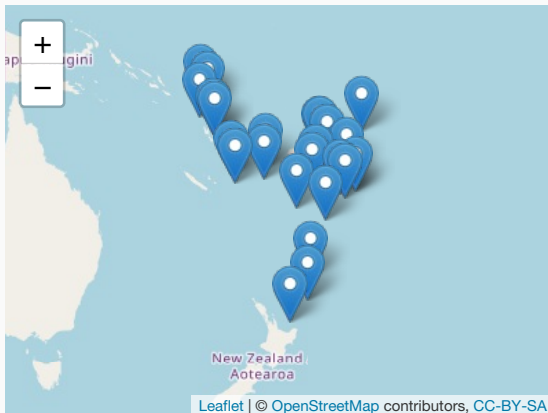 +
−
New Zealand
Aotearoa
Leaflet | © OpenStreetMap contributors, CC-BY-SA